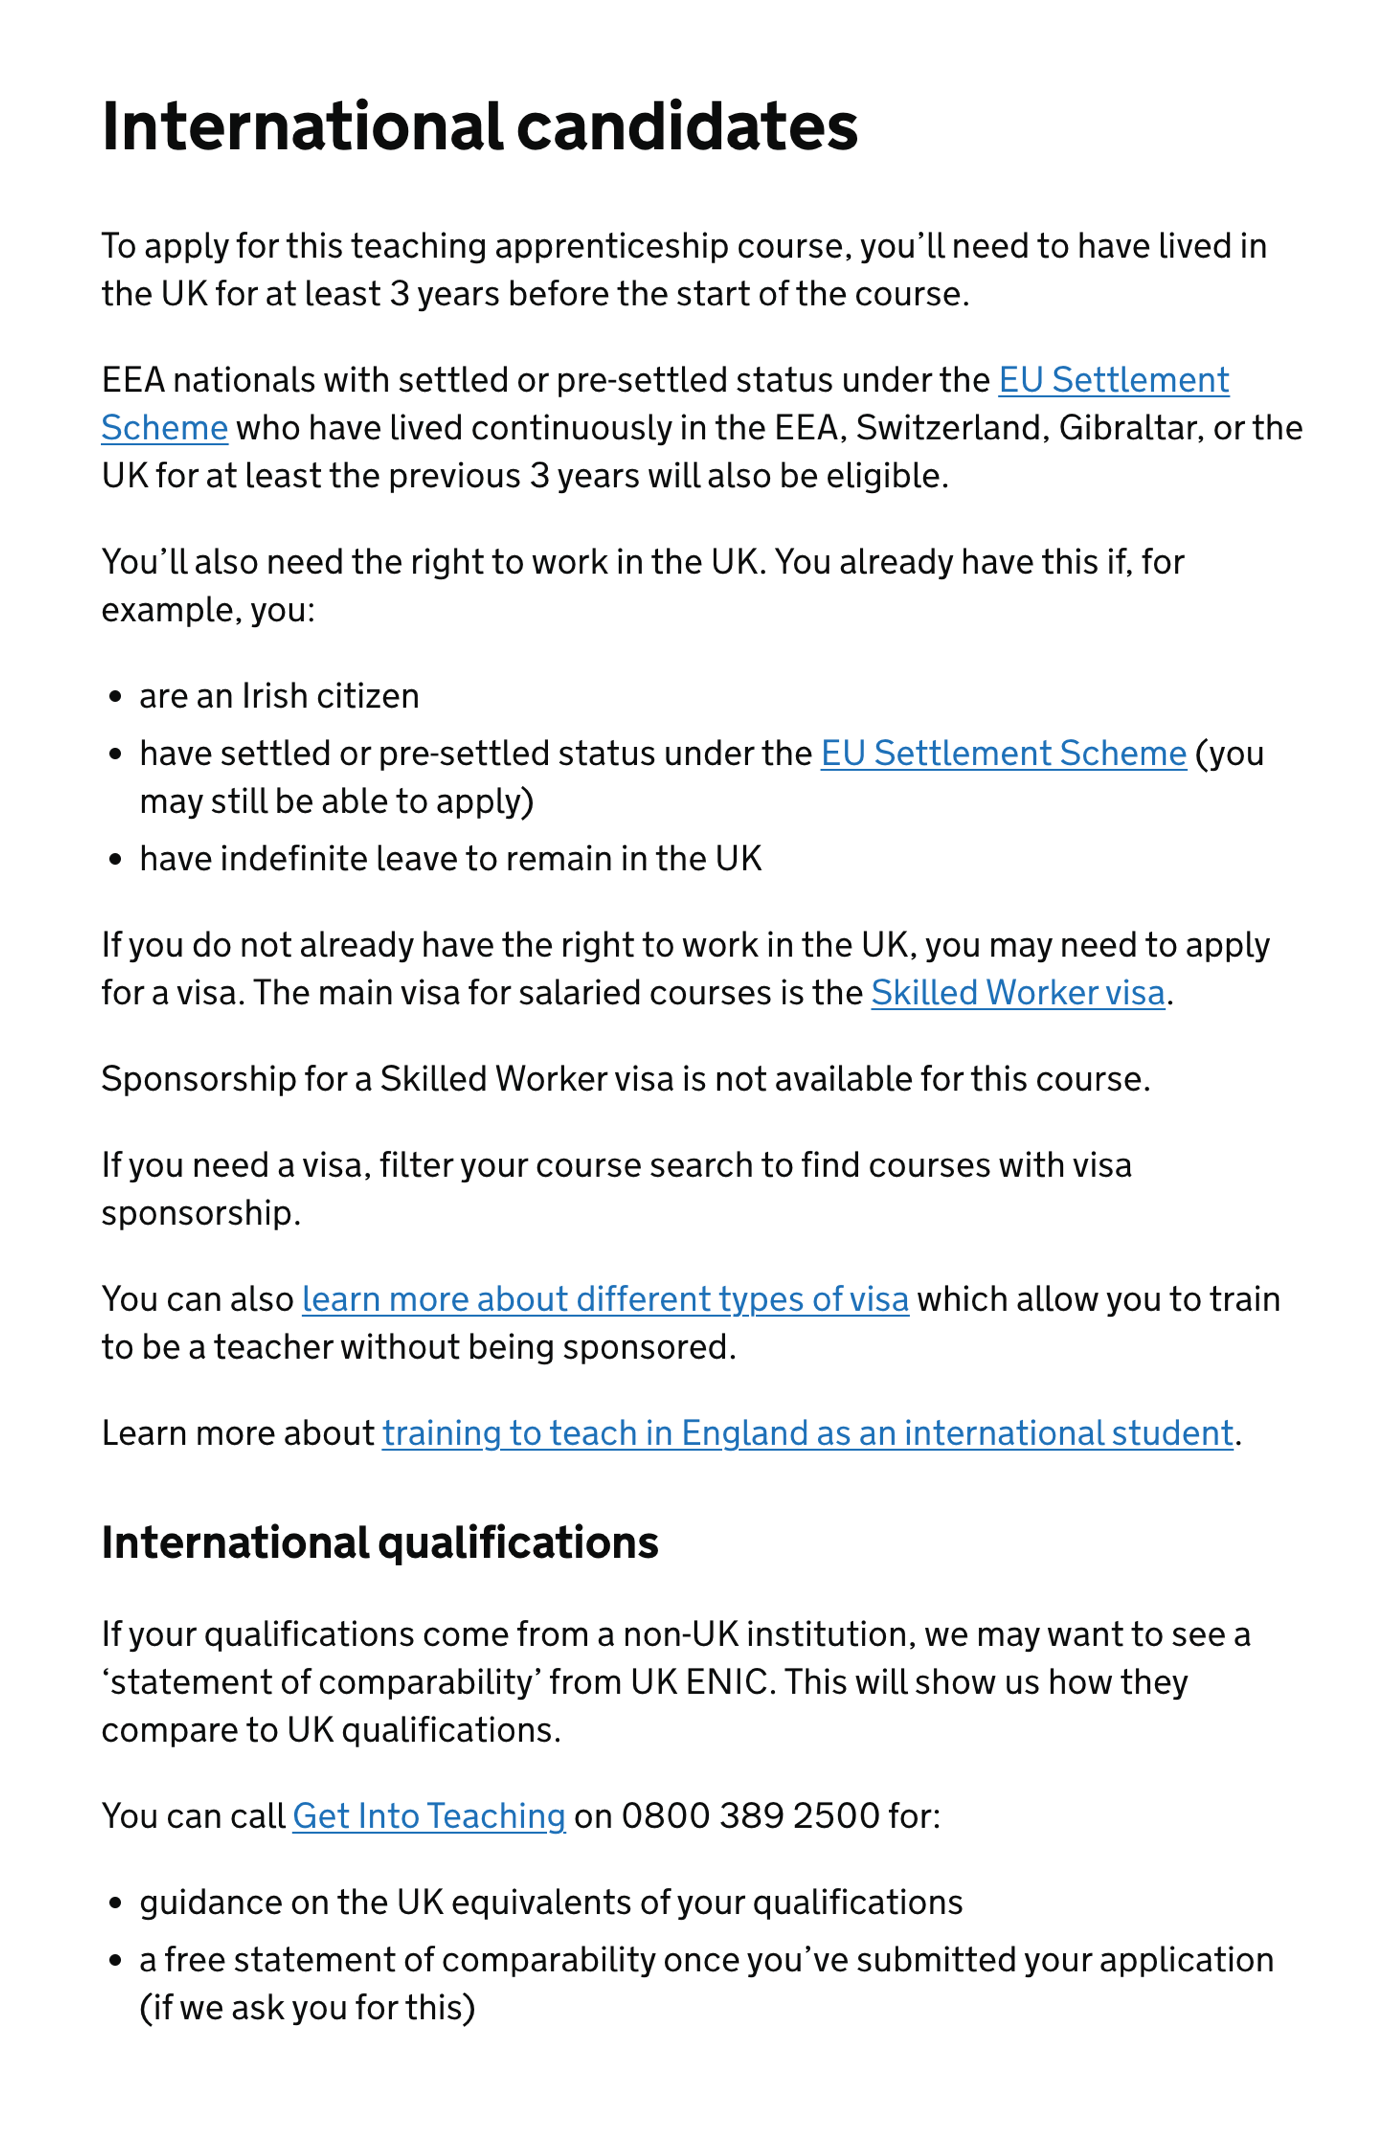 International candidates
To apply for this teaching apprenticeship course, you’ll need to have lived in
the UK for at least 3 years before the start of the course.
EEA nationals with settled or pre-settled status under the EU Settlement
Scheme who have lived continuously in the EEA, Switzerland, Gibraltar, or the
UK for at least the previous 3 years will also be eligible.
You’ll also need the right to work in the UK. You already have this if, for
example, you:
• are an Irish citizen
• have settled or pre-settled status under the EU Settlement Scheme (you
may still be able to apply)
• have indefinite leave to remain in the UK
If you do not already have the right to work in the UK, you may need to apply
for a visa. The main visa for salaried courses is the Skilled Worker visa.
Sponsorship for a Skilled Worker visa is not available for this course.
If you need a visa, filter your course search to find courses with visa
sponsorship.
You can also learn more about different types of visa which allow you to train
to be a teacher without being sponsored.
Learn more about training to teach in England as an international student.
International qualifications
If your qualifications come from a non-UK institution, we may want to see a
‘statement of comparability’ from UK ENIC. This will show us how they
compare to UK qualifications.
You can call Get Into Teaching on 0800 389 2500 for:
• guidance on the UK equivalents of your qualifications
• a free statement of comparability once you’ve submitted your application
(if we ask you for this)